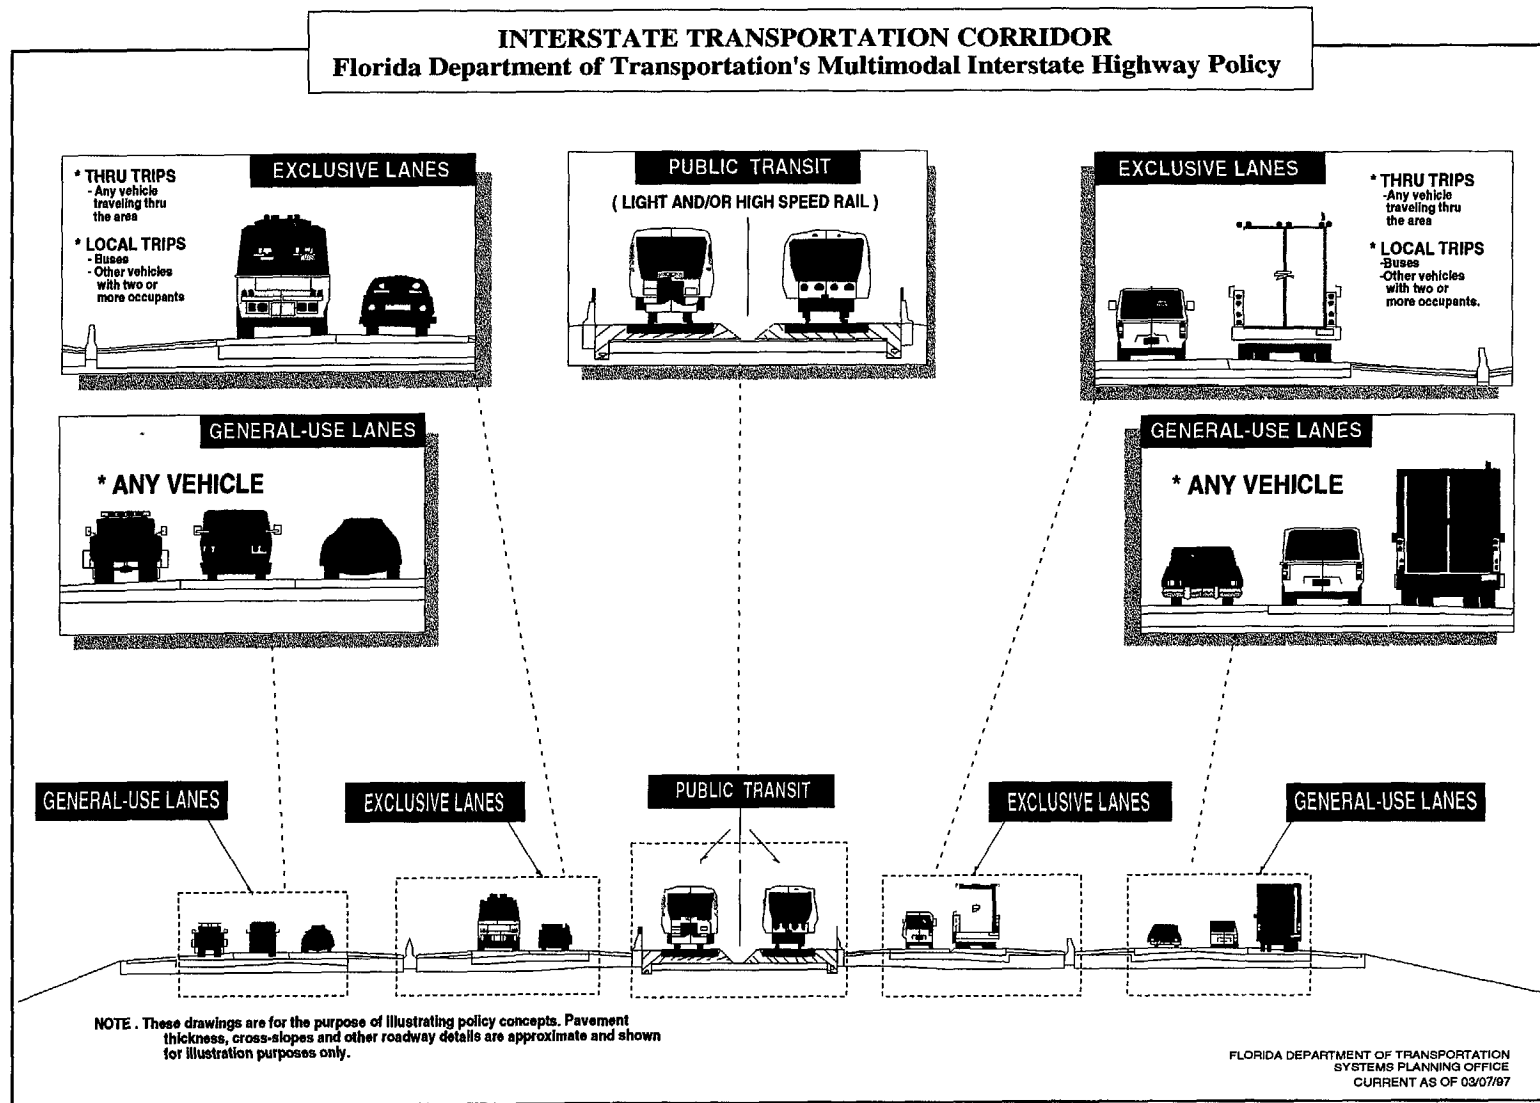 INTERSTATE TRANSPORTATION CORRIDOR
Florida Department of Transportation's Multimodal Interstate Highway Policy
EXCLUSIVE LANES
* THRU TRIPS
- Any vehicle
traveling thru
the area
* LOCAL TRIPS
- Buses
- Other vehicles
with two or
more occupants
PUBLIC TRANSIT
( LIGHT AND/OR HIGH SPEED RAIL )
EXCLUSIVE LANES
* THRU TRIPS
-Any vehicle
traveling thru
the area
* LOCAL TRIPS
-Buses
-Other vehicles
with two or
more occupants.
GENERAL-USE LANES
* ANY VEHICLE
GENERAL-USE LANES
* ANY VEHICLE
GENERAL-USE LANES
EXCLUSIVE LANES
PUBLIC TRANSIT
EXCLUSIVE LANES
GENERAL-USE LANES
NOTE . These drawings are for the purpose of illustrating policy concepts. Pavement
thickness, cross-slopes and other roadway details are approximate and shown
for illustration purposes only.
FLORIDA DEPARTMENT OF TRANSPORTATION
SYSTEMS PLANNING OFFICE
CURRENT AS OF 03/07/97